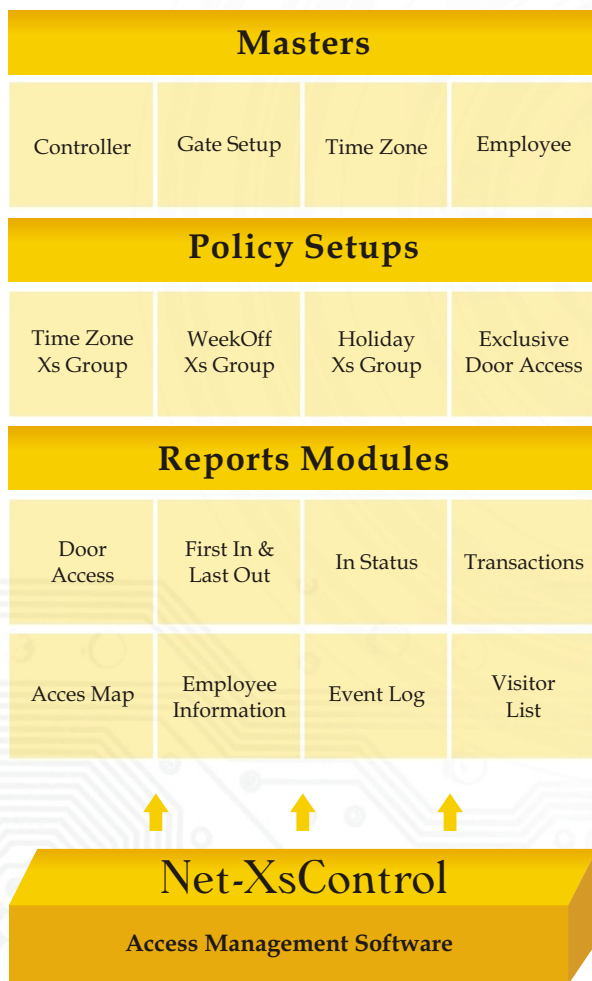 Masters
Controller
Gate Setup
Time Zone
Employee
Policy Setups
Time Zone
Xs Group
WeekOff
Xs Group
Holiday
Xs Group
Exclusive
Door Access
Reports Modules
Door
Access
First In &
Last Out
In Status
Transactions
Acces Map
Employee
Information
Event Log
Visitor
List
Net-XsControl
Access Management Software